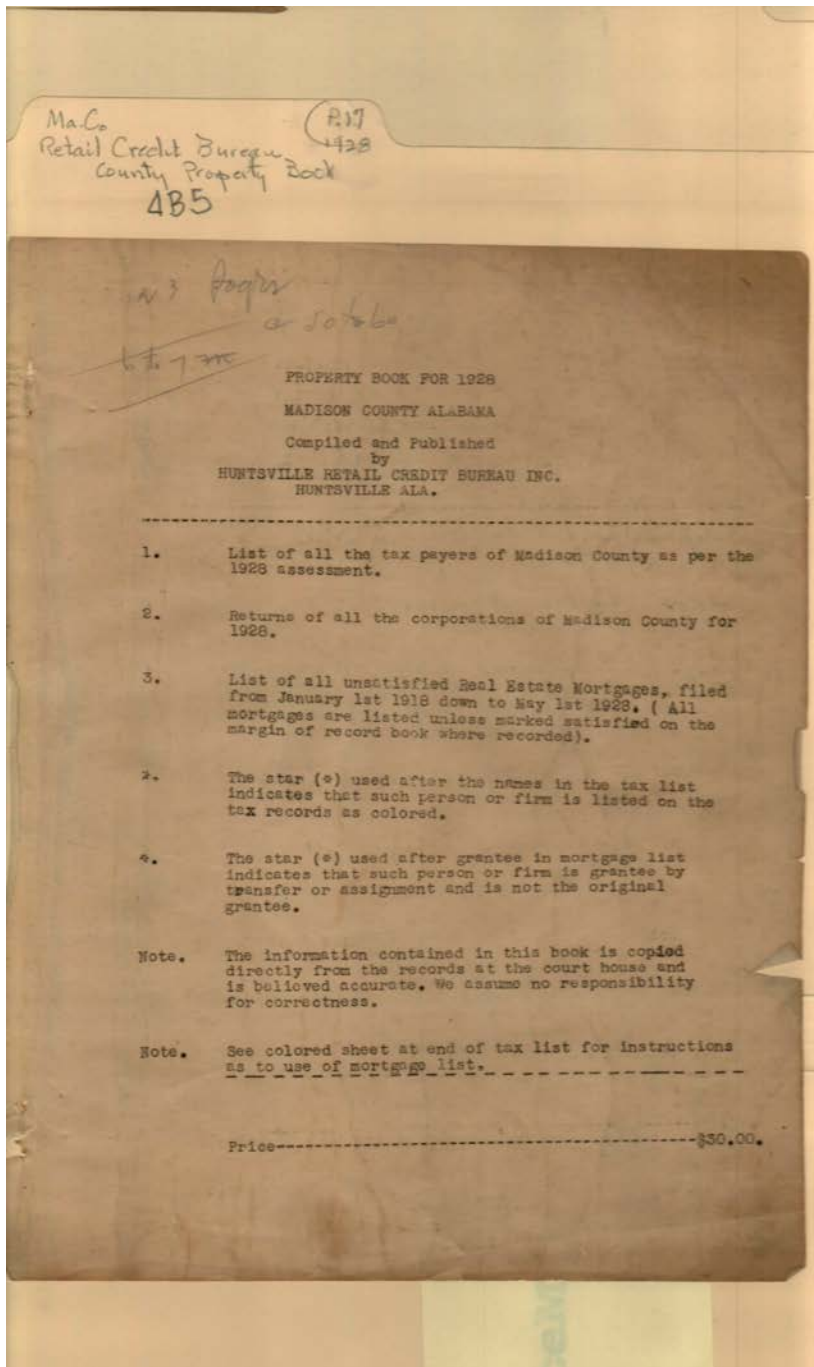 Ma. Co
P.17
1928
Retail Credit Bureau
County Property Book
4B5
PROPERTY BOOK FOR 1928
MADISON COUNTY ALABAMA
Compiled and Published
by
HUNTSVILLE RETAIL CREDIT BUREAU INC.
HUNTSVILLE ALA.
1. List of all the tax payers of Madison County as per the
1928 assessment.
2. Returns of all the corporations of Madison County for
1928.
3. List of all unsatisfied Real Estate Mortgages, filed
from January 1st 1918 down to May 1st 1928. ( All
mortgages are listed unless marked satisfied on the
margin of record book where recorded).
*. The star (*) used after the names in the tax list
indicates that such person or firm is listed on the
tax records as colored.
*. The star (*) used after grantee in mortgage list
indicates that such person or firm is grantee by
transfer or assignment and is not the original
grantee.
Note. The information contained in this book is copied
directly from the records at the court house and
is believed accurate. We assume no responsibility
for correctness.
Note. See colored sheet at end of tax list for instructions
as to use of mortgage list.
Price-------------------------------------------$30.00.